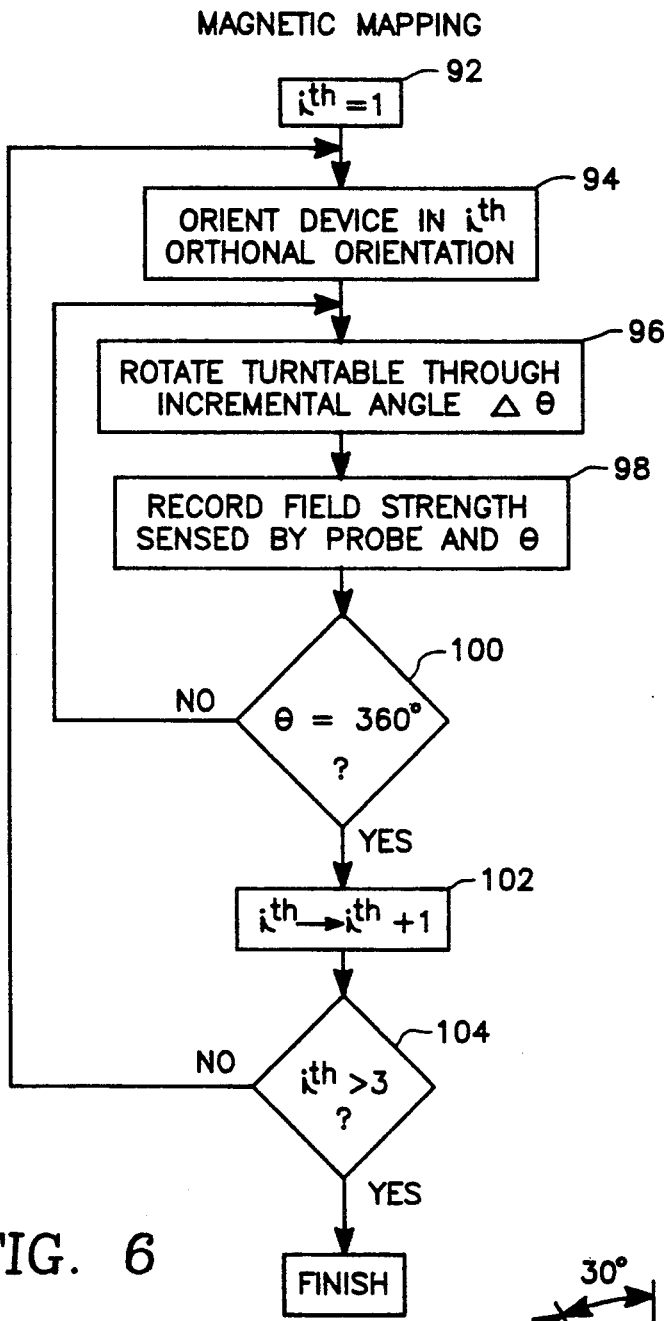 MAGNETIC MAPPING
92
i^th = 1
94
ORIENT DEVICE IN i^th
ORTHONAL ORIENTATION
96
ROTATE TURNTABLE THROUGH
INCREMENTAL ANGLE Δ θ
98
RECORD FIELD STRENGTH
SENSED BY PROBE AND θ
100
NO
θ = 360°
?
YES
102
i^th → i^th + 1
104
NO
i^th > 3
?
YES
FIG. 6
FINISH
30°